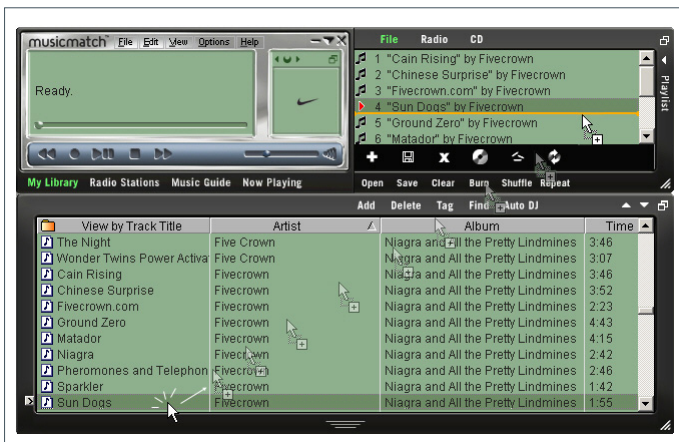 musicmatch File Edit View Options Help
Ready.
File Radio CD
1 "Cain Rising" by Fivecrown
2 "Chinese Surprise" by Fivecrown
3 "Fivecrown.com" by Fivecrown
4 "Sun Dogs" by Fivecrown
5 "Ground Zero" by Fivecrown
6 "Matador" by Fivecrown
Playlist
My Library Radio Stations Music Guide Now Playing
Open Save Clear Burn Shuffle Repeat
Add Delete Tag Find Auto DJ
View by Track Title Artist Album Time
The Night Five Crown Niagra and All the Pretty Lindmines 3:46
Wonder Twins Power Activa Five Crown Niagra and All the Pretty Lindmines 3:07
Cain Rising Fivecrown Niagra and All the Pretty Lindmines 3:46
Chinese Surprise Fivecrown Niagra and All the Pretty Lindmines 3:52
Fivecrown.com Fivecrown Niagra and All the Pretty Lindmines 2:23
Ground Zero Fivecrown Niagra and All the Pretty Lindmines 4:43
Matador Fivecrown Niagra and All the Pretty Lindmines 4:15
Niagra Fivecrown Niagra and All the Pretty Lindmines 2:42
Pheromones and Telephon Fivecrown Niagra and All the Pretty Lindmines 2:46
Sparkler Fivecrown Niagra and All the Pretty Lindmines 1:42
Sun Dogs Fivecrown Niagra and All the Pretty Lindmines 1:55